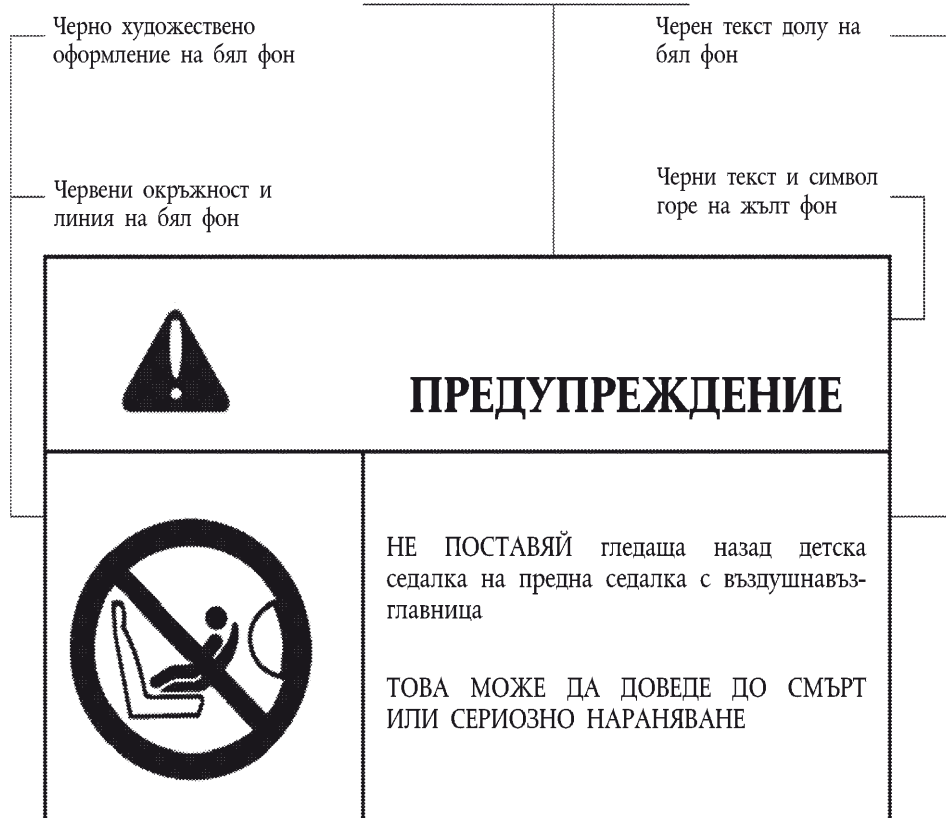 Черно художествено
оформление на бял фон
Черен текст долу на
бял фон
Червени окръжност и
линия на бял фон
Черни текст и символ
горе на жълт фон
ПРЕДУПРЕЖДЕНИЕ
НЕ ПОСТАВЯЙ гледаща назад детска
седалка на предна седалка с въздушнавъз-
главница
ТОВА МОЖЕ ДА ДОВЕДЕ ДО СМЪРТ
ИЛИ СЕРИОЗНО НАРАНЯВАНЕ